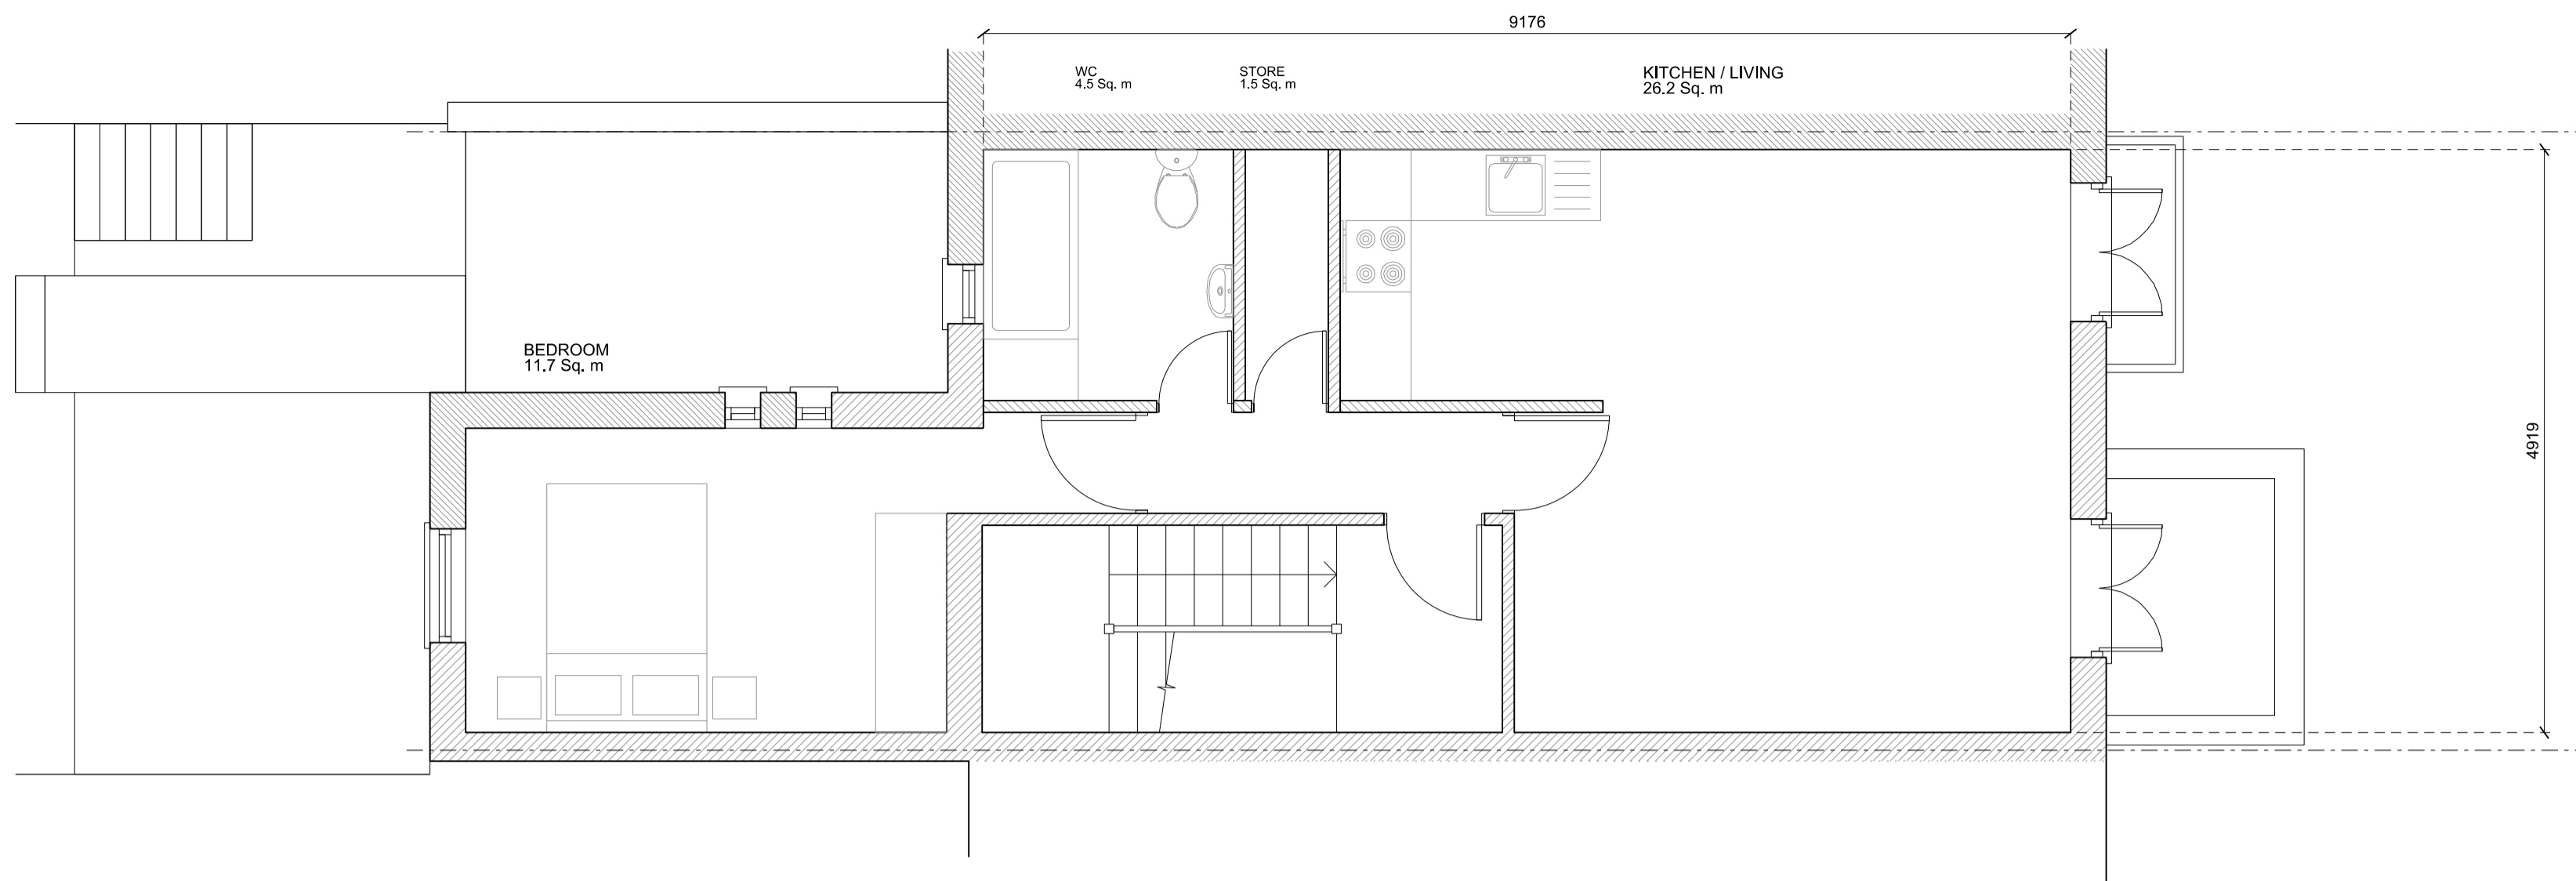 9176
WC
4.5 Sq. m
STORE
1.5 Sq. m
KITCHEN / LIVING
26.2 Sq. m
BEDROOM
11.7 Sq. m
4919